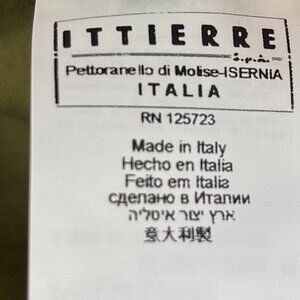 ITTIERRE
s.p.a.
Pettoranello di Molise-ISERNIA
ITALIA
RN 125723
Made in Italy
Hecho en Italia
Feito em Italia
сделано в Италии
ארץ יצור איטליה
意大利製